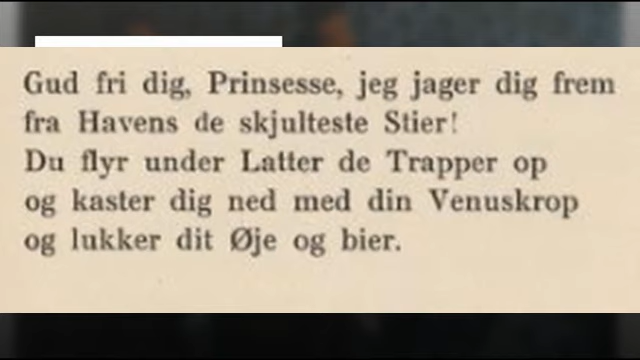 Gud fri dig, Prinsesse, jeg jager dig frem
fra Havens de skjulteste Stier!
Du flyr under Latter de Trapper op
og kaster dig ned med din Venuskrop
og lukker dit Øje og bier.